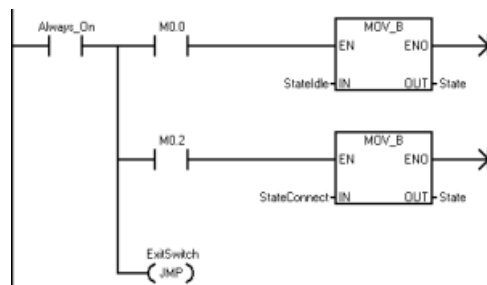 Always_On
M0.0
MOV_B
EN ENO
StateIdle IN OUT State
M0.2
MOV_B
EN ENO
StateConnect IN OUT State
ExitSwitch
JMP